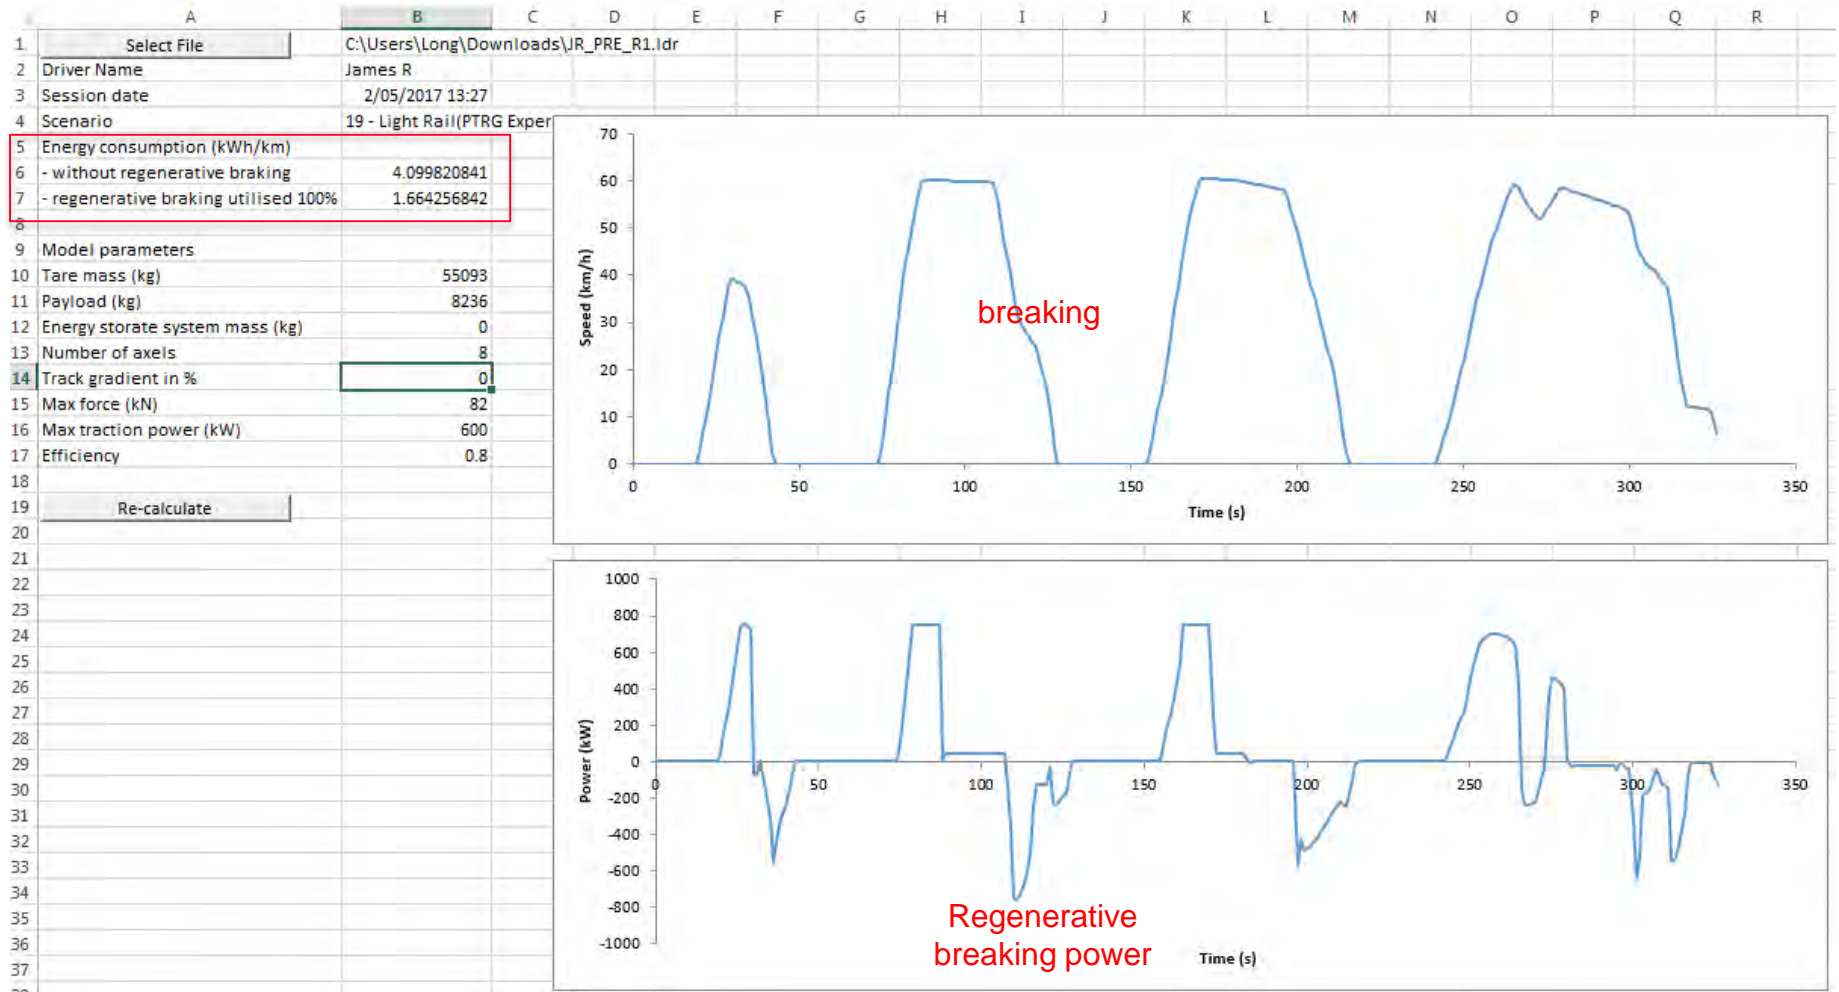 A B C D E F G H I J K L M N O P Q R
1 Select File C:\Users\Long\Downloads\JR_PRE_R1.ldr
2 Driver Name James R
3 Session date 2/05/2017 13:27
4 Scenario 19 - Light Rail(PTRG Exper
5 Energy consumption (kWh/km)
6 - without regenerative braking 4.099820841
7 - regenerative braking utilised 100% 1.664256842
8
9 Model parameters
10 Tare mass (kg) 55093
11 Payload (kg) 8236
12 Energy storate system mass (kg) 0
13 Number of axels 8
14 Track gradient in % 0
15 Max force (kN) 82
16 Max traction power (kW) 600
17 Efficiency 0.8
18
19 Re-calculate
20
21
22
23
24
25
26
27
28
29
30
31
32
33
34
35
36
37
70
60
50
40
30
20
10
0
Speed (km/h)
breaking
0 50 100 150 200 250 300 350
Time (s)
1000
800
600
400
200
0
-200
-400
-600
-800
-1000
Power (kW)
0 50 100 150 200 250 300 350
Regenerative
breaking power
Time (s)